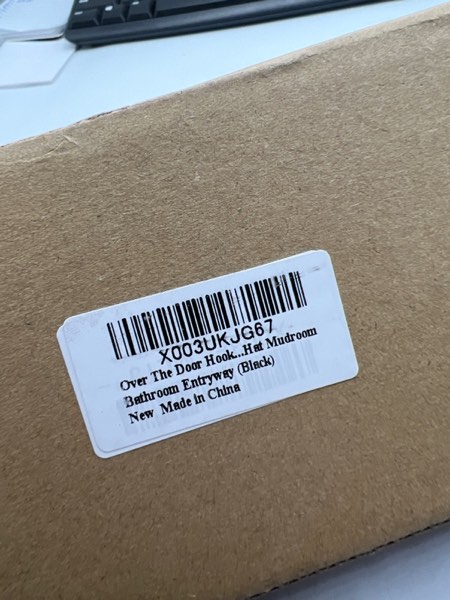 X003UKJG67
Over The Door Hook...Hat Mudroom
Bathroom Entryway (Black)
New Made in China